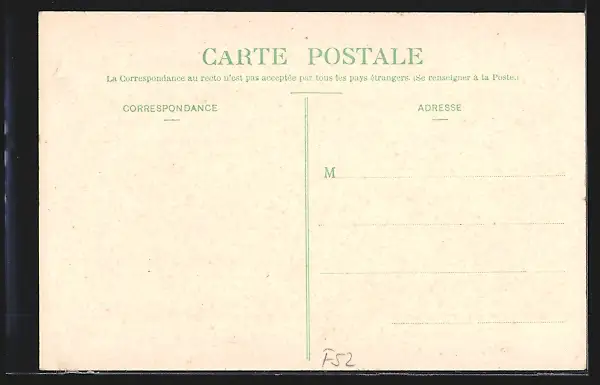 CARTE POSTALE
La Correspondance au recto n'est pas acceptée par tous les pays étrangers. (Se renseigner à la Poste.)
CORRESPONDANCE
ADRESSE
M
F52